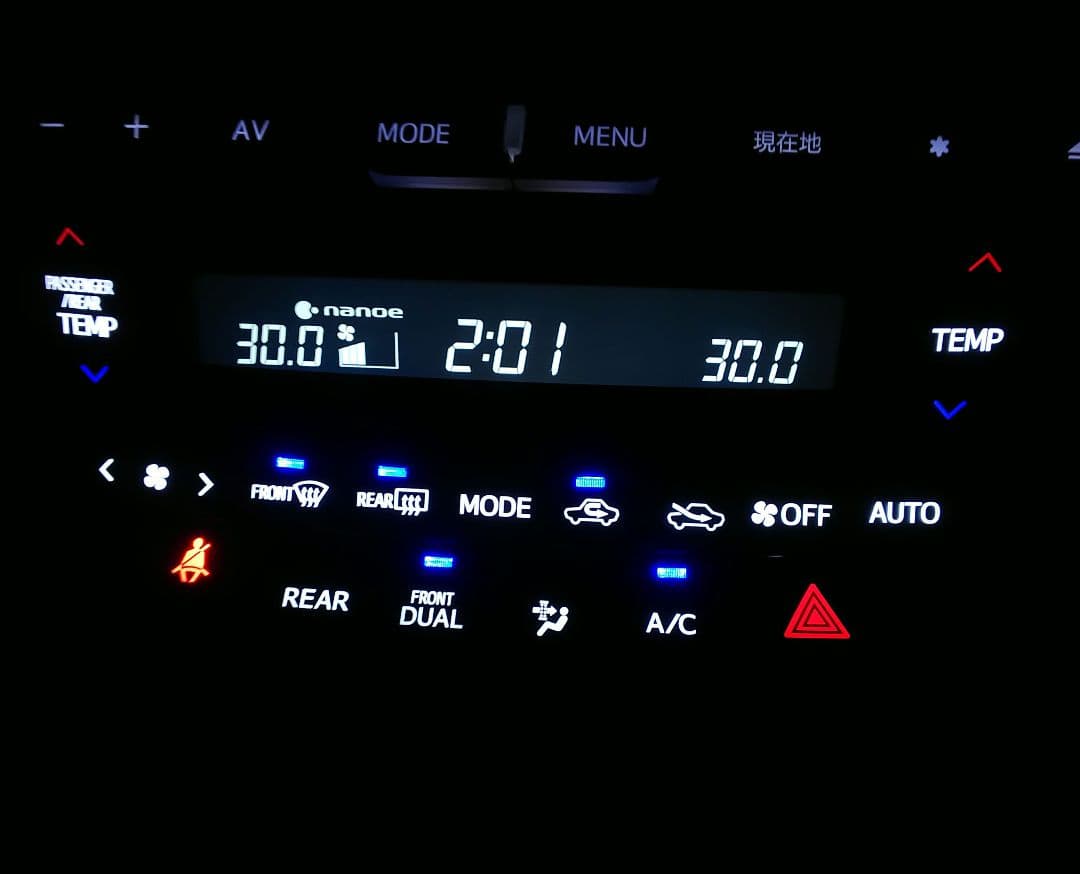 − + AV MODE MENU 現在地 *
PASSENGER
/REAR
TEMP
nanoe
30.0 2:01 30.0
TEMP
FRONT REAR MODE OFF AUTO
REAR FRONT
DUAL A/C